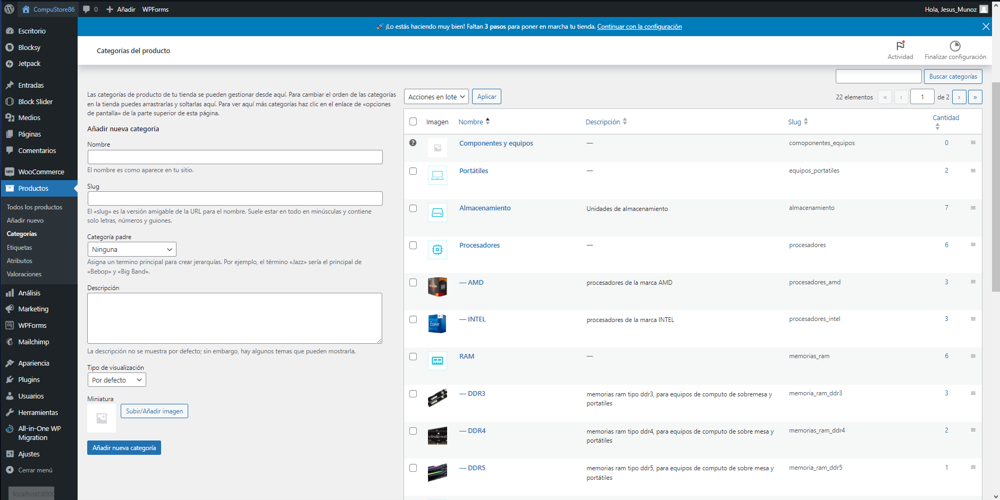 CompuStore86
0
Añadir
WPForms
Hola, Jesus_Munoz
Escritorio
Blocksy
Jetpack
Entradas
Block Slider
Medios
Páginas
Comentarios
WooCommerce
Productos
Todos los productos
Añadir nuevo
Categorías
Etiquetas
Atributos
Valoraciones
Análisis
Marketing
WPForms
Mailchimp
Apariencia
Plugins
Usuarios
Herramientas
All-in-One WP
Migration
Ajustes
Cerrar menú
localhost:8000
¡Lo estás haciendo muy bien! Faltan 3 pasos para poner en marcha tu tienda. Continuar con la configuración
Categorías del producto
Actividad
Finalizar configuración
Buscar categorías
Las categorías de producto de tu tienda se pueden gestionar desde aquí. Para cambiar el orden de las categorías
en la tienda puedes arrastrarlas y soltarlas aquí. Para ver aquí más categorías haz clic en el enlace de «opciones
de pantalla» de la parte superior de esta página.
Añadir nueva categoría
Nombre
El nombre es como aparece en tu sitio.
Slug
El «slug» es la versión amigable de la URL para el nombre. Suele estar en todo en minúsculas y contiene
solo letras, números y guiones.
Categoría padre
Ninguna
Asigna un termino principal para crear jerarquías. Por ejemplo, el término «Jazz» sería el principal de
«Bebop» y «Big Band».
Descripción
La descripción no se muestra por defecto; sin embargo, hay algunos temas que pueden mostrarla.
Tipo de visualización
Por defecto
Miniatura
Subir/Añadir imagen
Añadir nueva categoría
Acciones en lote
Aplicar
22 elementos « ‹ 1 de 2 › »
Imagen Nombre Descripción Slug Cantidad
Componentes y equipos — comoponentes_equipos 0
Portátiles — equipos_portatiles 2
Almacenamiento Unidades de almacenamiento almacenamiento 7
Procesadores — procesadores 6
— AMD procesadores de la marca AMD procesadores_amd 3
— INTEL procesadores de la marca INTEL procesadores_intel 3
RAM — memorias_ram 6
— DDR3 memorias ram tipo ddr3, para equipos de computo de sobremesa y memoria_ram_ddr3 3
portatiles
— DDR4 memorias ram tipo ddr4, para equipos de computo de sobre mesa y memorias_ram_ddr4 2
portátiles
— DDR5 memorias ram tipo ddr5, para equipos de computo de sobre mesa y memoria_ram_ddr5 1
portátiles